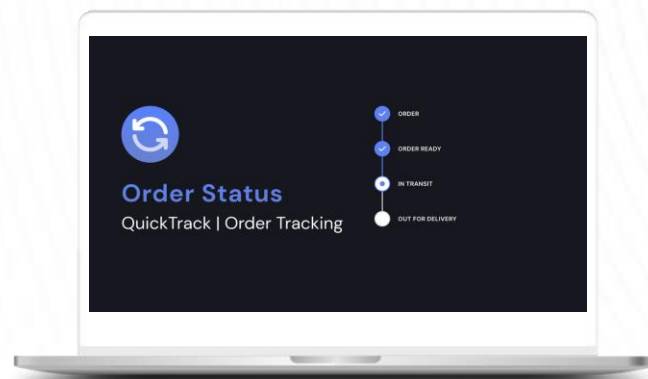 Order Status
QuickTrack | Order Tracking
ORDER
ORDER READY
IN TRANSIT
OUT FOR DELIVERY